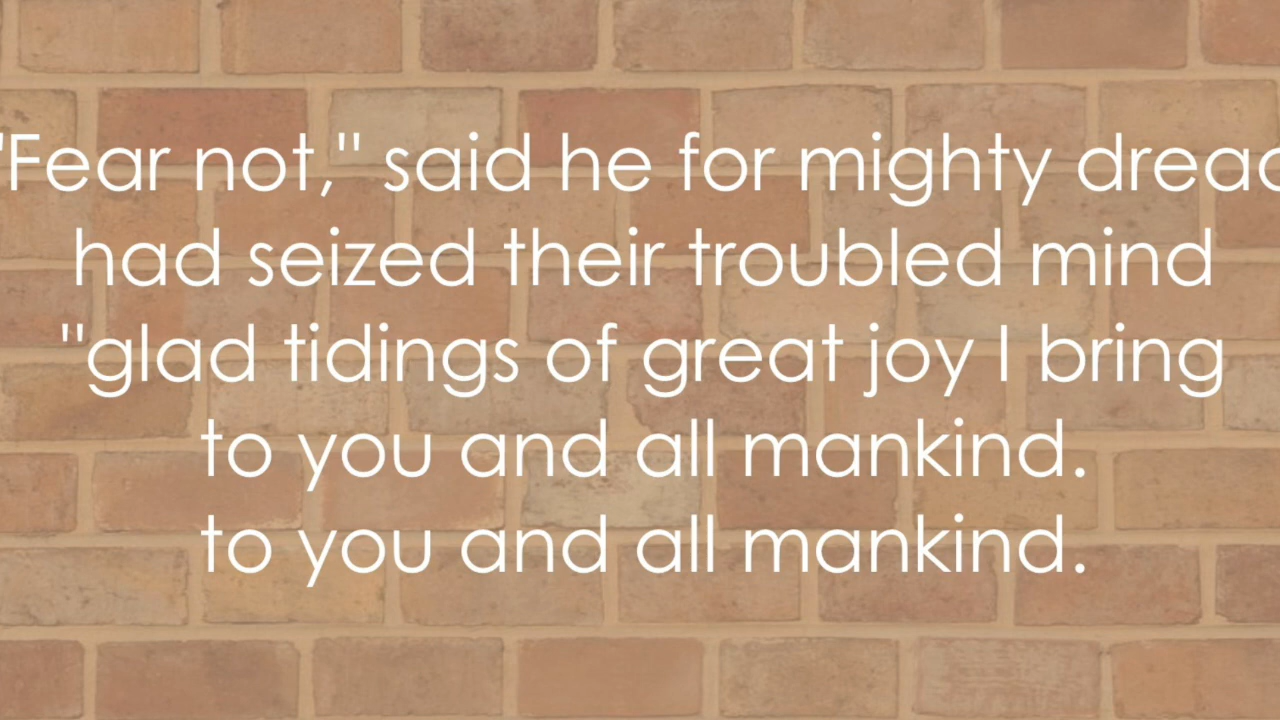 "Fear not," said he for mighty dread
had seized their troubled mind
"glad tidings of great joy I bring
to you and all mankind.
to you and all mankind.